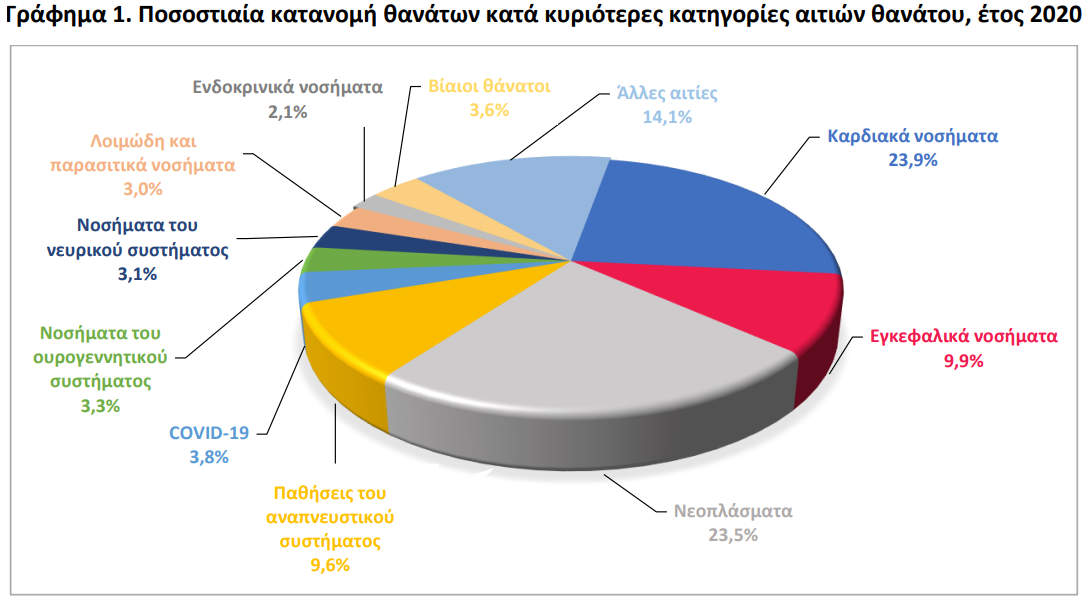 Γράφημα 1. Ποσοστιαία κατανομή θανάτων κατά κυριότερες κατηγορίες αιτιών θανάτου, έτος 2020
Ενδοκρινικά νοσήματα
2,1%
Βίαιοι θάνατοι
3,6%
Άλλες αιτίες
14,1%
Καρδιακά νοσήματα
23,9%
Λοιμώδη και
παρασιτικά νοσήματα
3,0%
Νοσήματα του
νευρικού συστήματος
3,1%
Νοσήματα του
ουρογεννητικού
συστήματος
3,3%
Εγκεφαλικά νοσήματα
9,9%
COVID-19
3,8%
Παθήσεις του
αναπνευστικού
συστήματος
9,6%
Νεοπλάσματα
23,5%